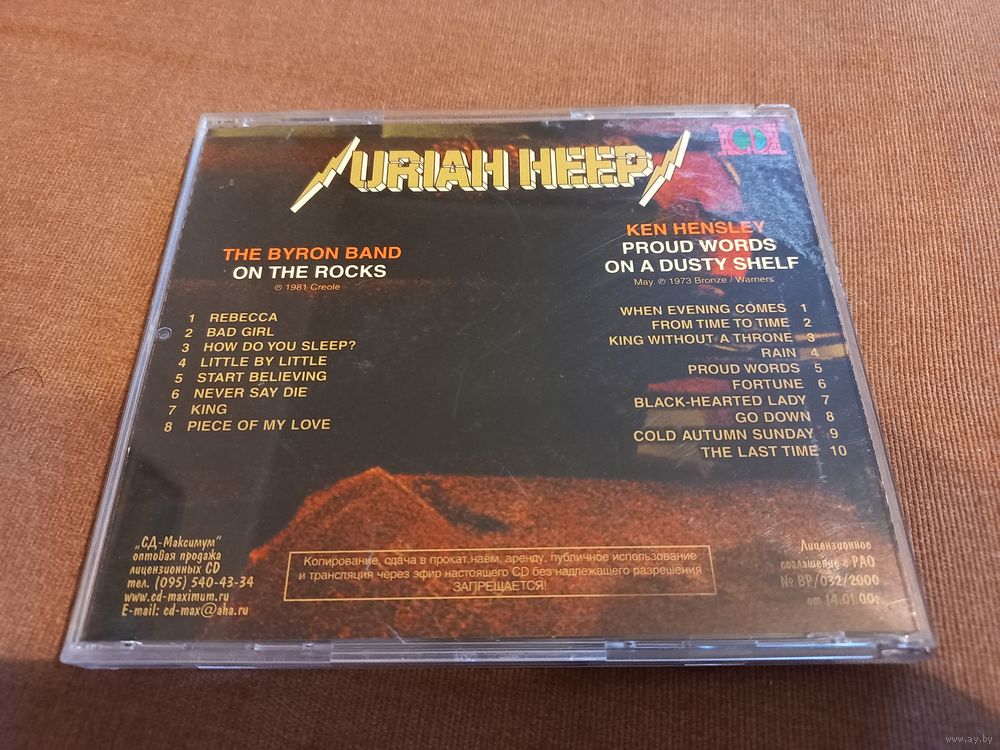 URIAH HEEP
CD
THE BYRON BAND
ON THE ROCKS
℗ 1981 Creole
1 REBECCA
2 BAD GIRL
3 HOW DO YOU SLEEP?
4 LITTLE BY LITTLE
5 START BELIEVING
6 NEVER SAY DIE
7 KING
8 PIECE OF MY LOVE
KEN HENSLEY
PROUD WORDS
ON A DUSTY SHELF
May. ℗ 1973 Bronze / Warners
WHEN EVENING COMES 1
FROM TIME TO TIME 2
KING WITHOUT A THRONE 3
RAIN 4
PROUD WORDS 5
FORTUNE 6
BLACK-HEARTED LADY 7
GO DOWN 8
COLD AUTUMN SUNDAY 9
THE LAST TIME 10
„СД-Максимум"
оптовая продажа
лицензионных CD
тел. (095) 540-43-34
www.cd-maximum.ru
E-mail: cd-max@aha.ru
Копирование, сдача в прокат,наём, аренду, публичное использование
и трансляция через эфир настоящего CD без надлежащего разрешения
ЗАПРЕЩАЕТСЯ!
Лицензионное
соглашение с РАО
№ ВР/032/2000
от 14.01.00г.
www.ay.by